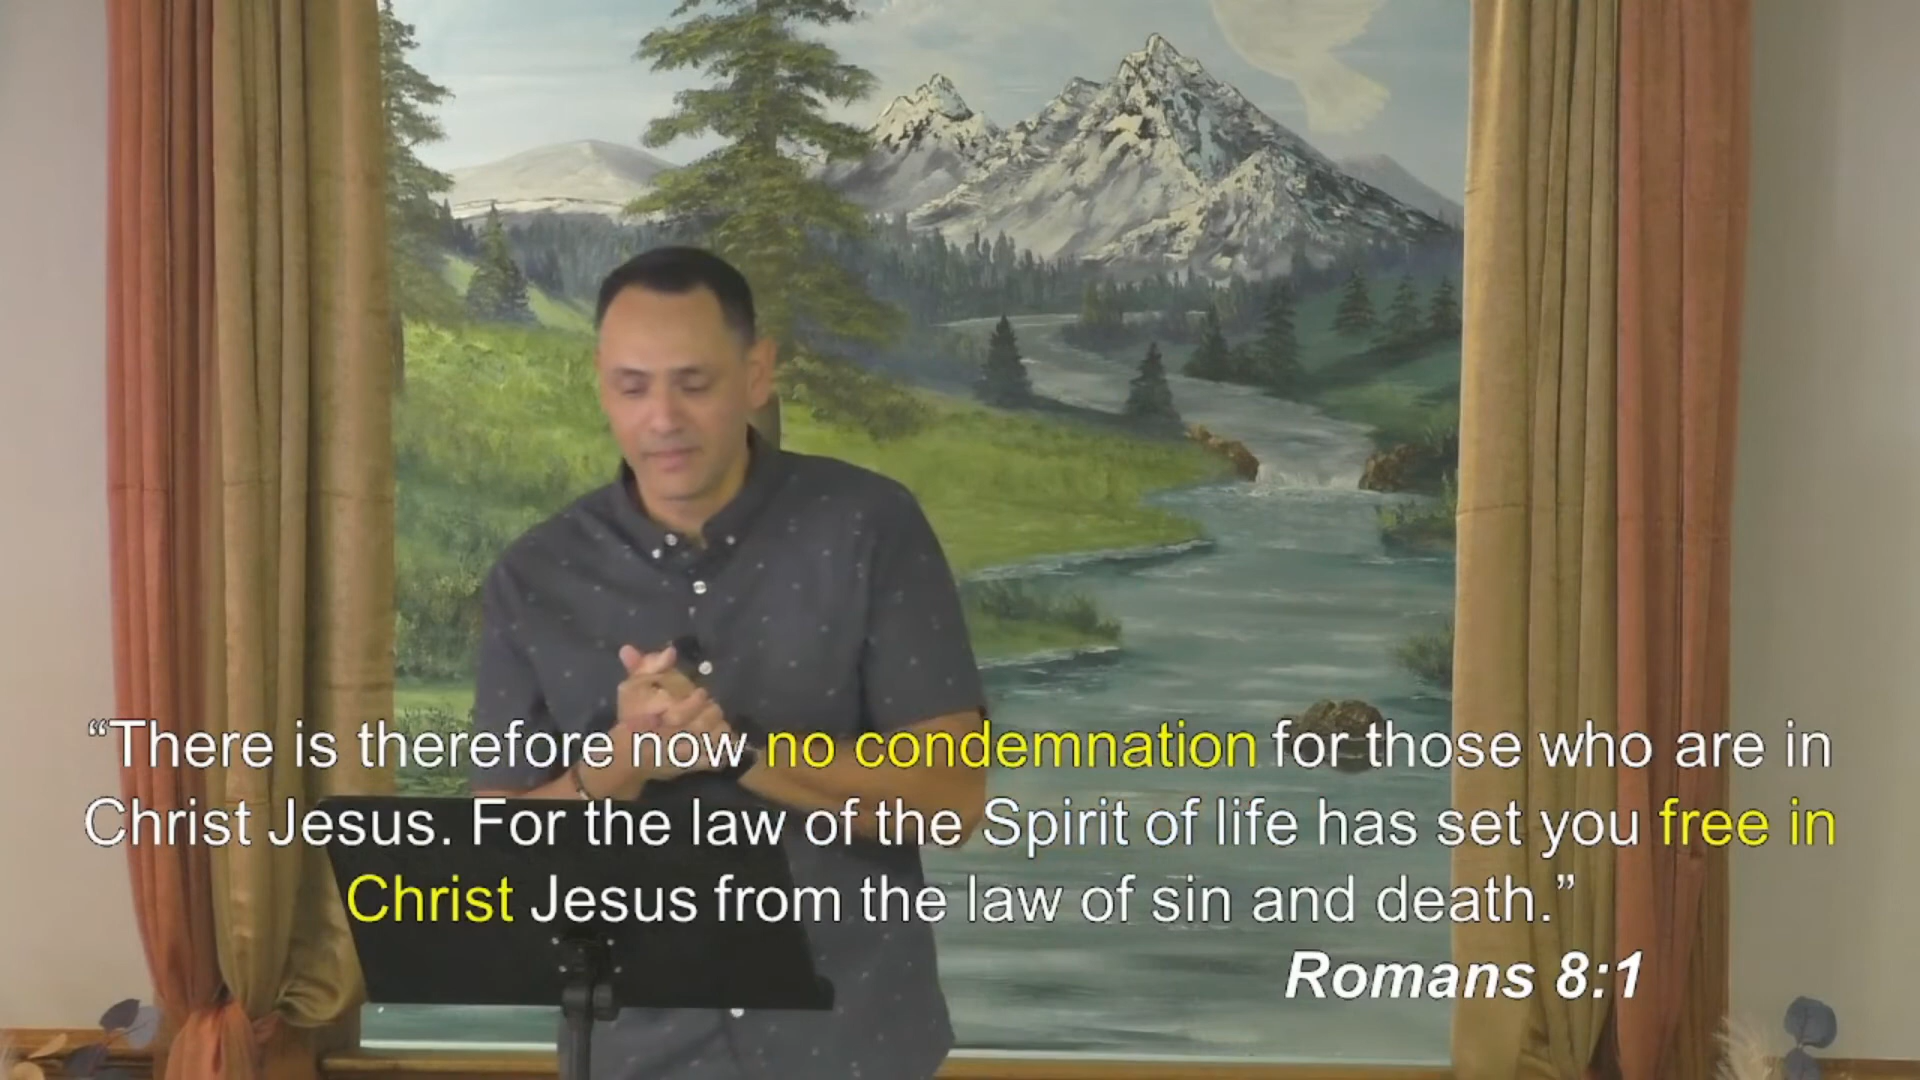 “There is therefore now no condemnation for those who are in
Christ Jesus. For the law of the Spirit of life has set you free in
Christ Jesus from the law of sin and death.”
Romans 8:1